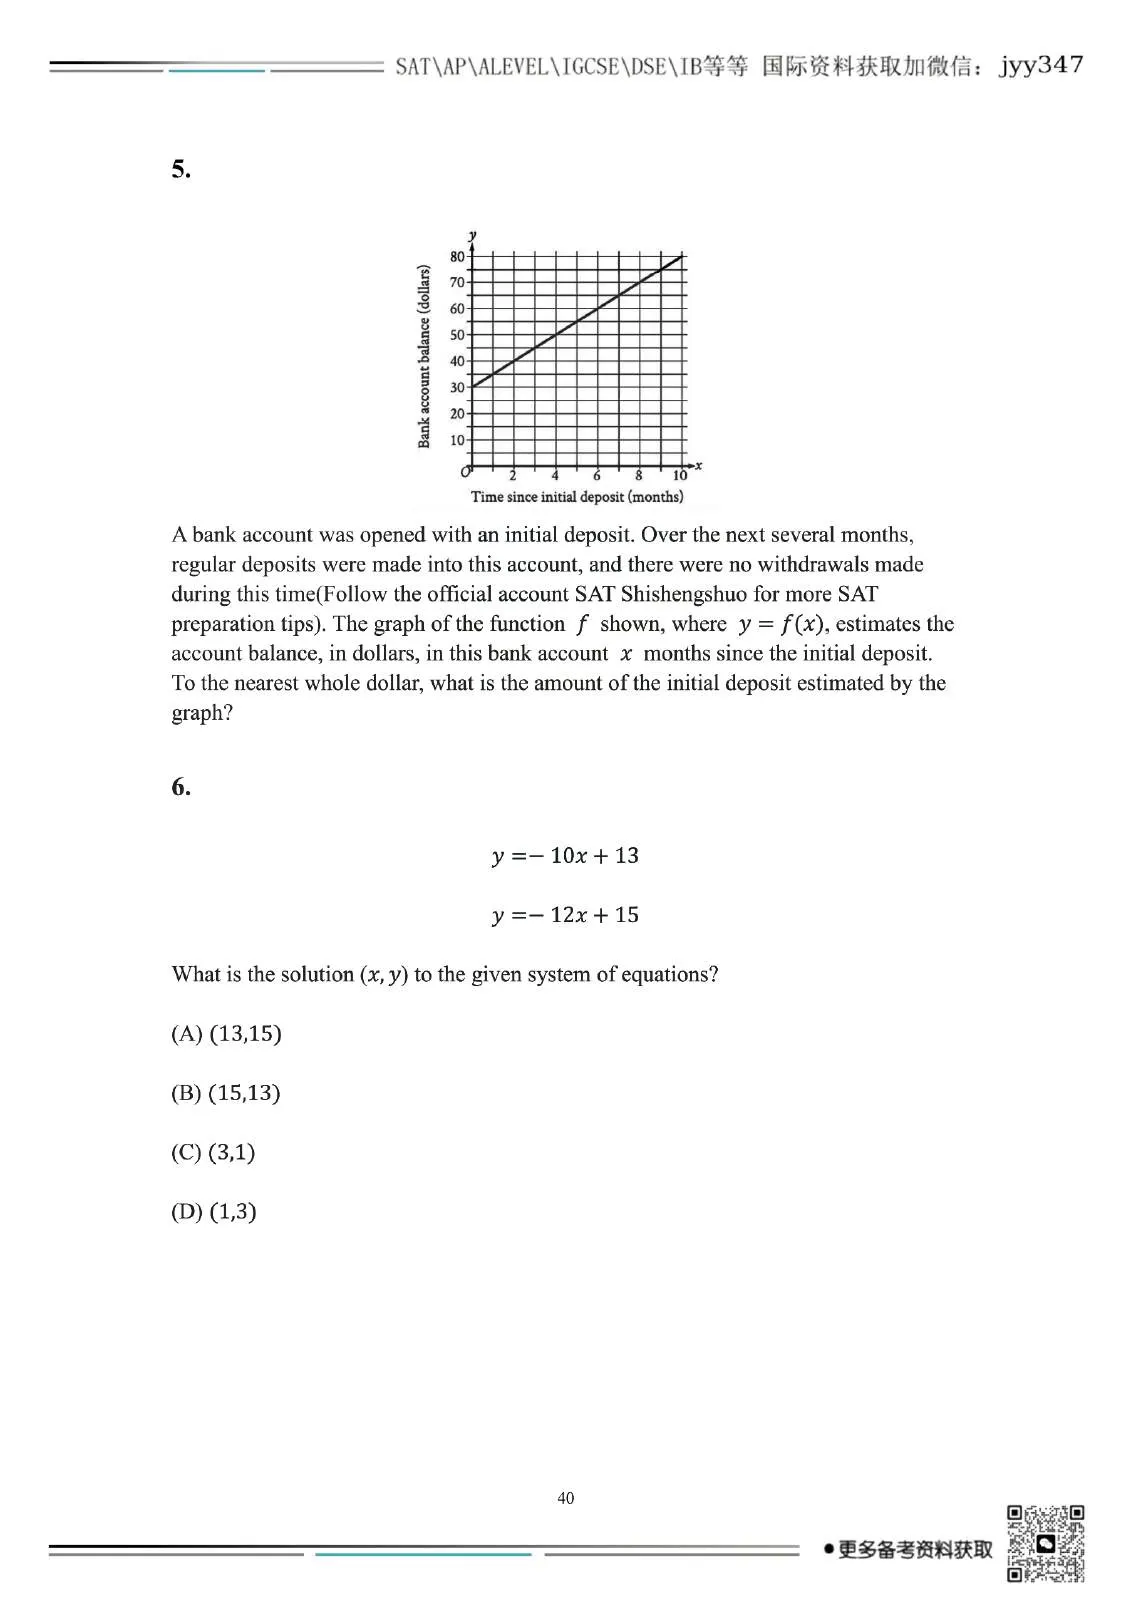 SAT\AP\ALEVEL\IGCSE\DSE\IB等等 国际资料获取加微信： jyy347
5.
y
80
70
60
50
40
30
20
10
O
2 4 6 8 10 x
Bank account balance (dollars)
Time since initial deposit (months)
A bank account was opened with an initial deposit. Over the next several months,
regular deposits were made into this account, and there were no withdrawals made
during this time(Follow the official account SAT Shishengshuo for more SAT
preparation tips). The graph of the function f shown, where y = f(x), estimates the
account balance, in dollars, in this bank account x months since the initial deposit.
To the nearest whole dollar, what is the amount of the initial deposit estimated by the
graph?
6.
y =− 10x + 13
y =− 12x + 15
What is the solution (x, y) to the given system of equations?
(A) (13,15)
(B) (15,13)
(C) (3,1)
(D) (1,3)
40
●更多备考资料获取